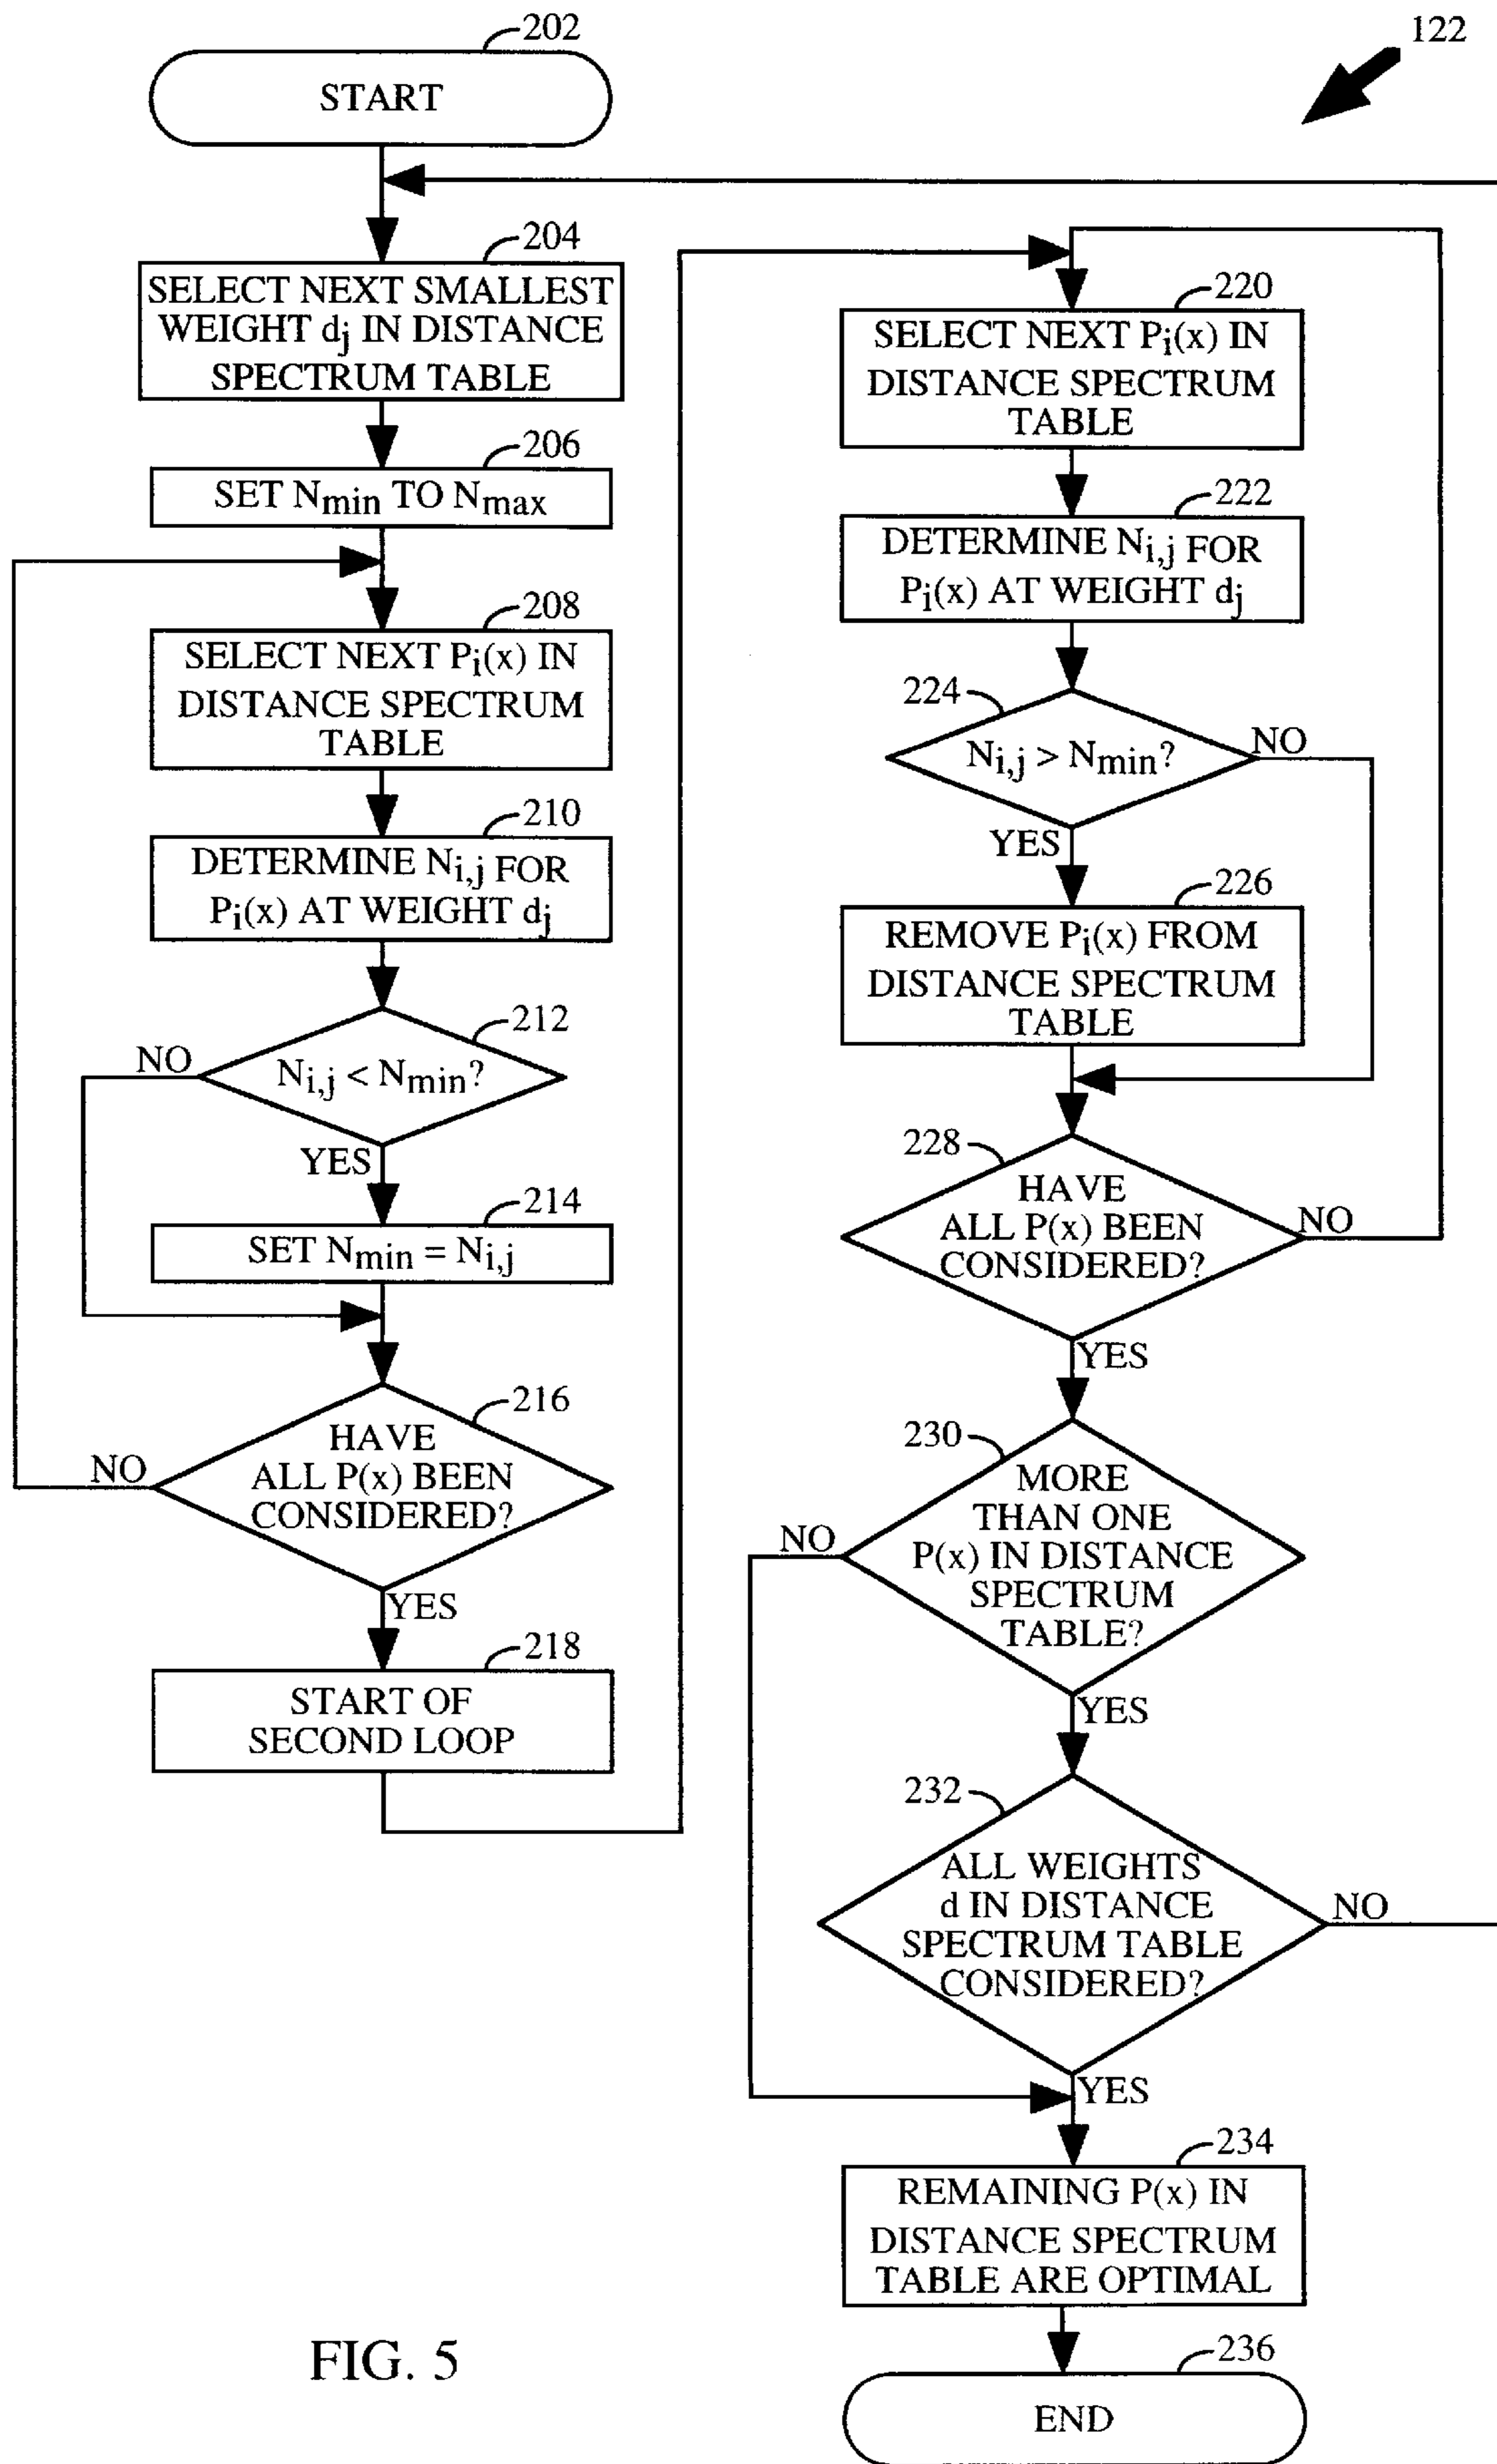 202
122
START
204
SELECT NEXT SMALLEST
WEIGHT dj IN DISTANCE
SPECTRUM TABLE
206
SET Nmin TO Nmax
208
SELECT NEXT Pi(x) IN
DISTANCE SPECTRUM
TABLE
210
DETERMINE Ni,j FOR
Pi(x) AT WEIGHT dj
212
NO
Ni,j < Nmin?
YES
214
SET Nmin = Ni,j
216
HAVE
ALL P(x) BEEN
CONSIDERED?
NO
YES
218
START OF
SECOND LOOP
220
SELECT NEXT Pi(x) IN
DISTANCE SPECTRUM
TABLE
222
DETERMINE Ni,j FOR
Pi(x) AT WEIGHT dj
224
Ni,j > Nmin?
NO
YES
226
REMOVE Pi(x) FROM
DISTANCE SPECTRUM
TABLE
228
HAVE
ALL P(x) BEEN
CONSIDERED?
NO
YES
230
MORE
THAN ONE
P(x) IN DISTANCE
SPECTRUM
TABLE?
NO
YES
232
ALL WEIGHTS
d IN DISTANCE
SPECTRUM TABLE
CONSIDERED?
NO
YES
234
REMAINING P(x) IN
DISTANCE SPECTRUM
TABLE ARE OPTIMAL
236
END
FIG. 5